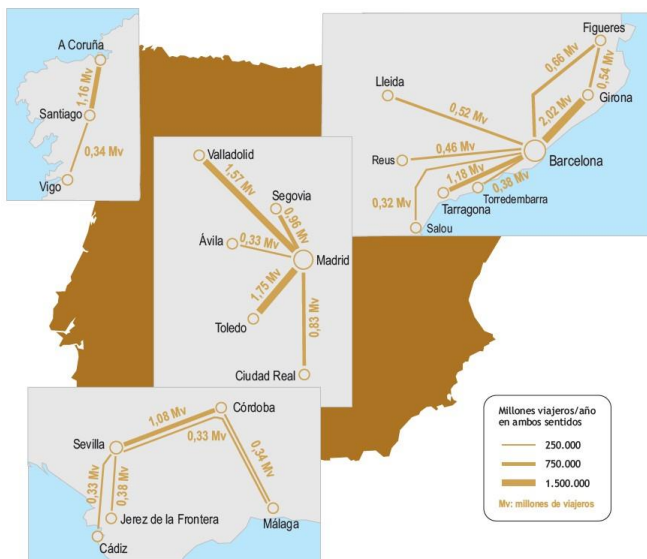 A Coruña
1,16 Mv
Santiago
0,34 Mv
Vigo
Figueres
0,66 Mv
0,54 Mv
Lleida
Girona
0,52 Mv
2,02 Mv
Reus
0,46 Mv
Barcelona
1,18 Mv
0,38 Mv
Torredembarra
0,32 Mv
Tarragona
Salou
Valladolid
1,57 Mv
Segovia
0,96 Mv
Ávila
0,33 Mv
Madrid
1,75 Mv
Toledo
0,83 Mv
Ciudad Real
Córdoba
1,08 Mv
Sevilla
0,33 Mv
0,34 Mv
0,33 Mv
0,38 Mv
Jerez de la Frontera
Málaga
Cádiz
Millones viajeros/año
en ambos sentidos
250.000
750.000
1.500.000
Mv: millones de viajeros